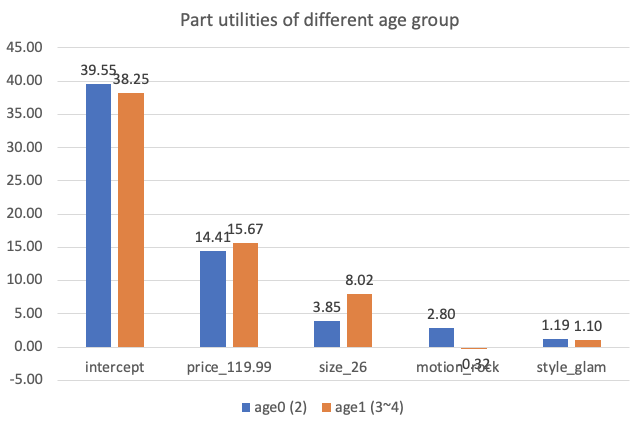 Part utilities of different age group
45.00
40.00
35.00
30.00
25.00
20.00
15.00
10.00
5.00
0.00
-5.00
39.55
38.25
14.41
15.67
3.85
8.02
2.80
-0.32
1.19
1.10
intercept
price_119.99
size_26
motion_rock
style_glam
age0 (2)
age1 (3~4)